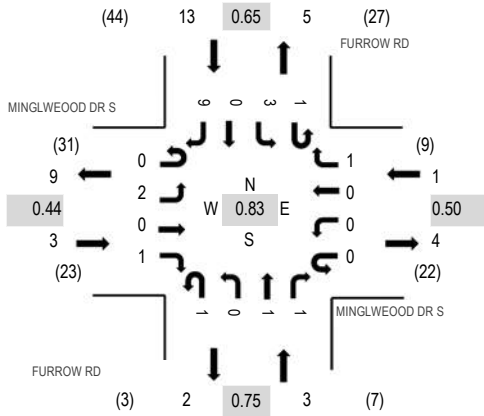 (44) 13 0.65 5 (27)
FURROW RD
MINGLWEOOD DR S
9 0 3 1
(31) (9)
0 1
9 1
2 N 0
0.44 W 0.83 E 0.50
0 0
3 S 4
1 0
(23) (22)
1 0 1 1
MINGLWEOOD DR S
FURROW RD
(3) 2 0.75 3 (7)